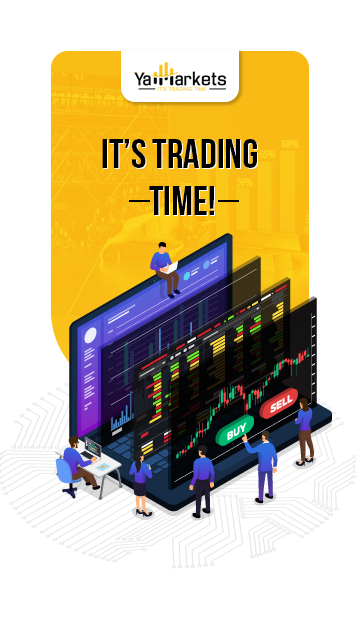 YaMarkets
IT'S TRADING TIME
IT'S TRADING
TIME!
BUY
SELL